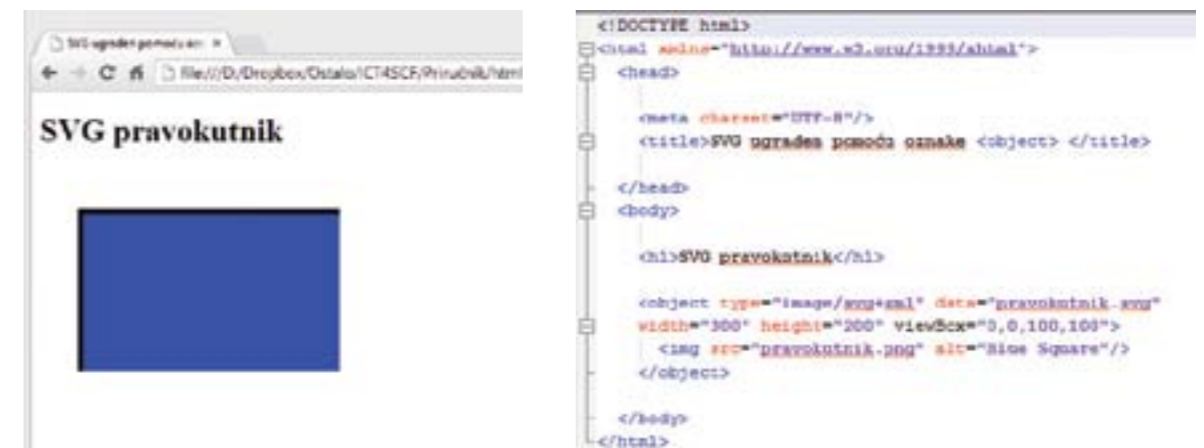 SVG ugrađen pomoću
file:///D:/Dropbox/Ostalo/ICT4SCF/Priručnik/html
SVG pravokutnik
<!DOCTYPE html>
<html xmlns="http://www.w3.org/1999/xhtml">
<head>
<meta charset="UTF-8"/>
<title>SVG ugrađen pomoću oznake <object> </title>
</head>
<body>
<h1>SVG pravokutnik</h1>
<object type="image/svg+xml" data="pravokutnik.svg"
width="300" height="200" viewBox="0,0,100,100">
<img src="pravokutnik.png" alt="Blue Square"/>
</object>
</body>
</html>